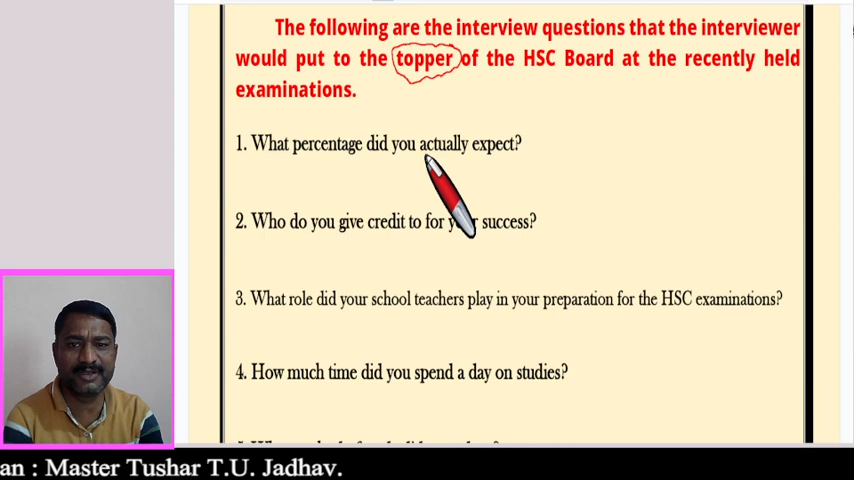 The following are the interview questions that the interviewer
would put to the topper of the HSC Board at the recently held
examinations.
1. What percentage did you actually expect?
2. Who do you give credit to for your success?
3. What role did your school teachers play in your preparation for the HSC examinations?
4. How much time did you spend a day on studies?
an : Master Tushar T.U. Jadhav.